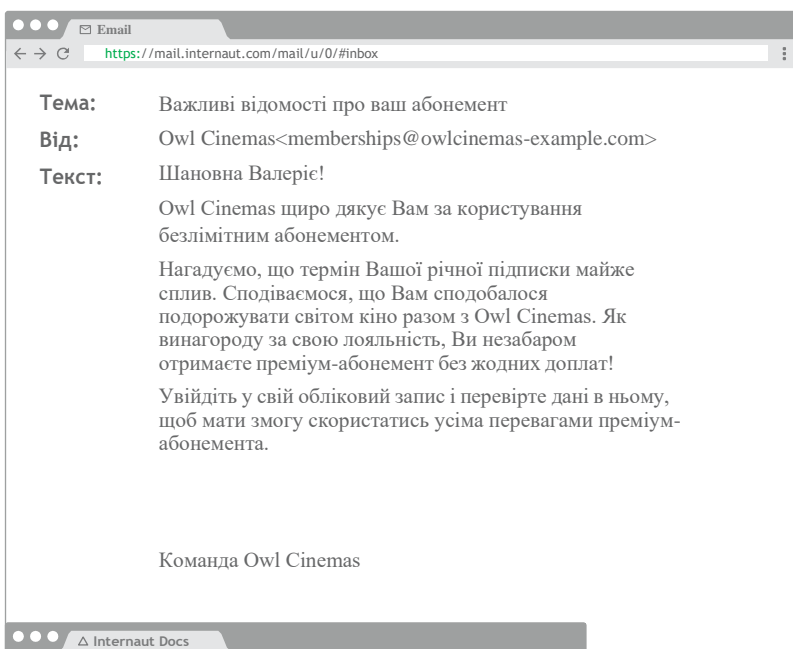 Email
https://mail.internaut.com/mail/u/0/#inbox
Тема: Важливі відомості про ваш абонемент
Від: Owl Cinemas<memberships@owlcinemas-example.com>
Текст: Шановна Валеріє!
Owl Cinemas щиро дякує Вам за користування
безлімітним абонементом.
Нагадуємо, що термін Вашої річної підписки майже
сплив. Сподіваємося, що Вам сподобалося
подорожувати світом кіно разом з Owl Cinemas. Як
винагороду за свою лояльність, Ви незабаром
отримаєте преміум-абонемент без жодних доплат!
Увійдіть у свій обліковий запис і перевірте дані в ньому,
щоб мати змогу скористатись усіма перевагами преміум-
абонемента.
Команда Owl Cinemas
Internaut Docs